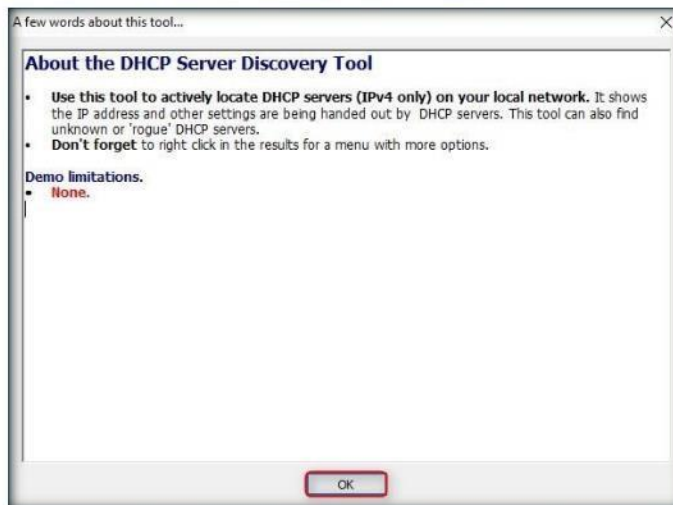 A few words about this tool...
About the DHCP Server Discovery Tool
• Use this tool to actively locate DHCP servers (IPv4 only) on your local network. It shows
the IP address and other settings are being handed out by DHCP servers. This tool can also find
unknown or 'rogue' DHCP servers.
• Don't forget to right click in the results for a menu with more options.
Demo limitations.
• None.
OK